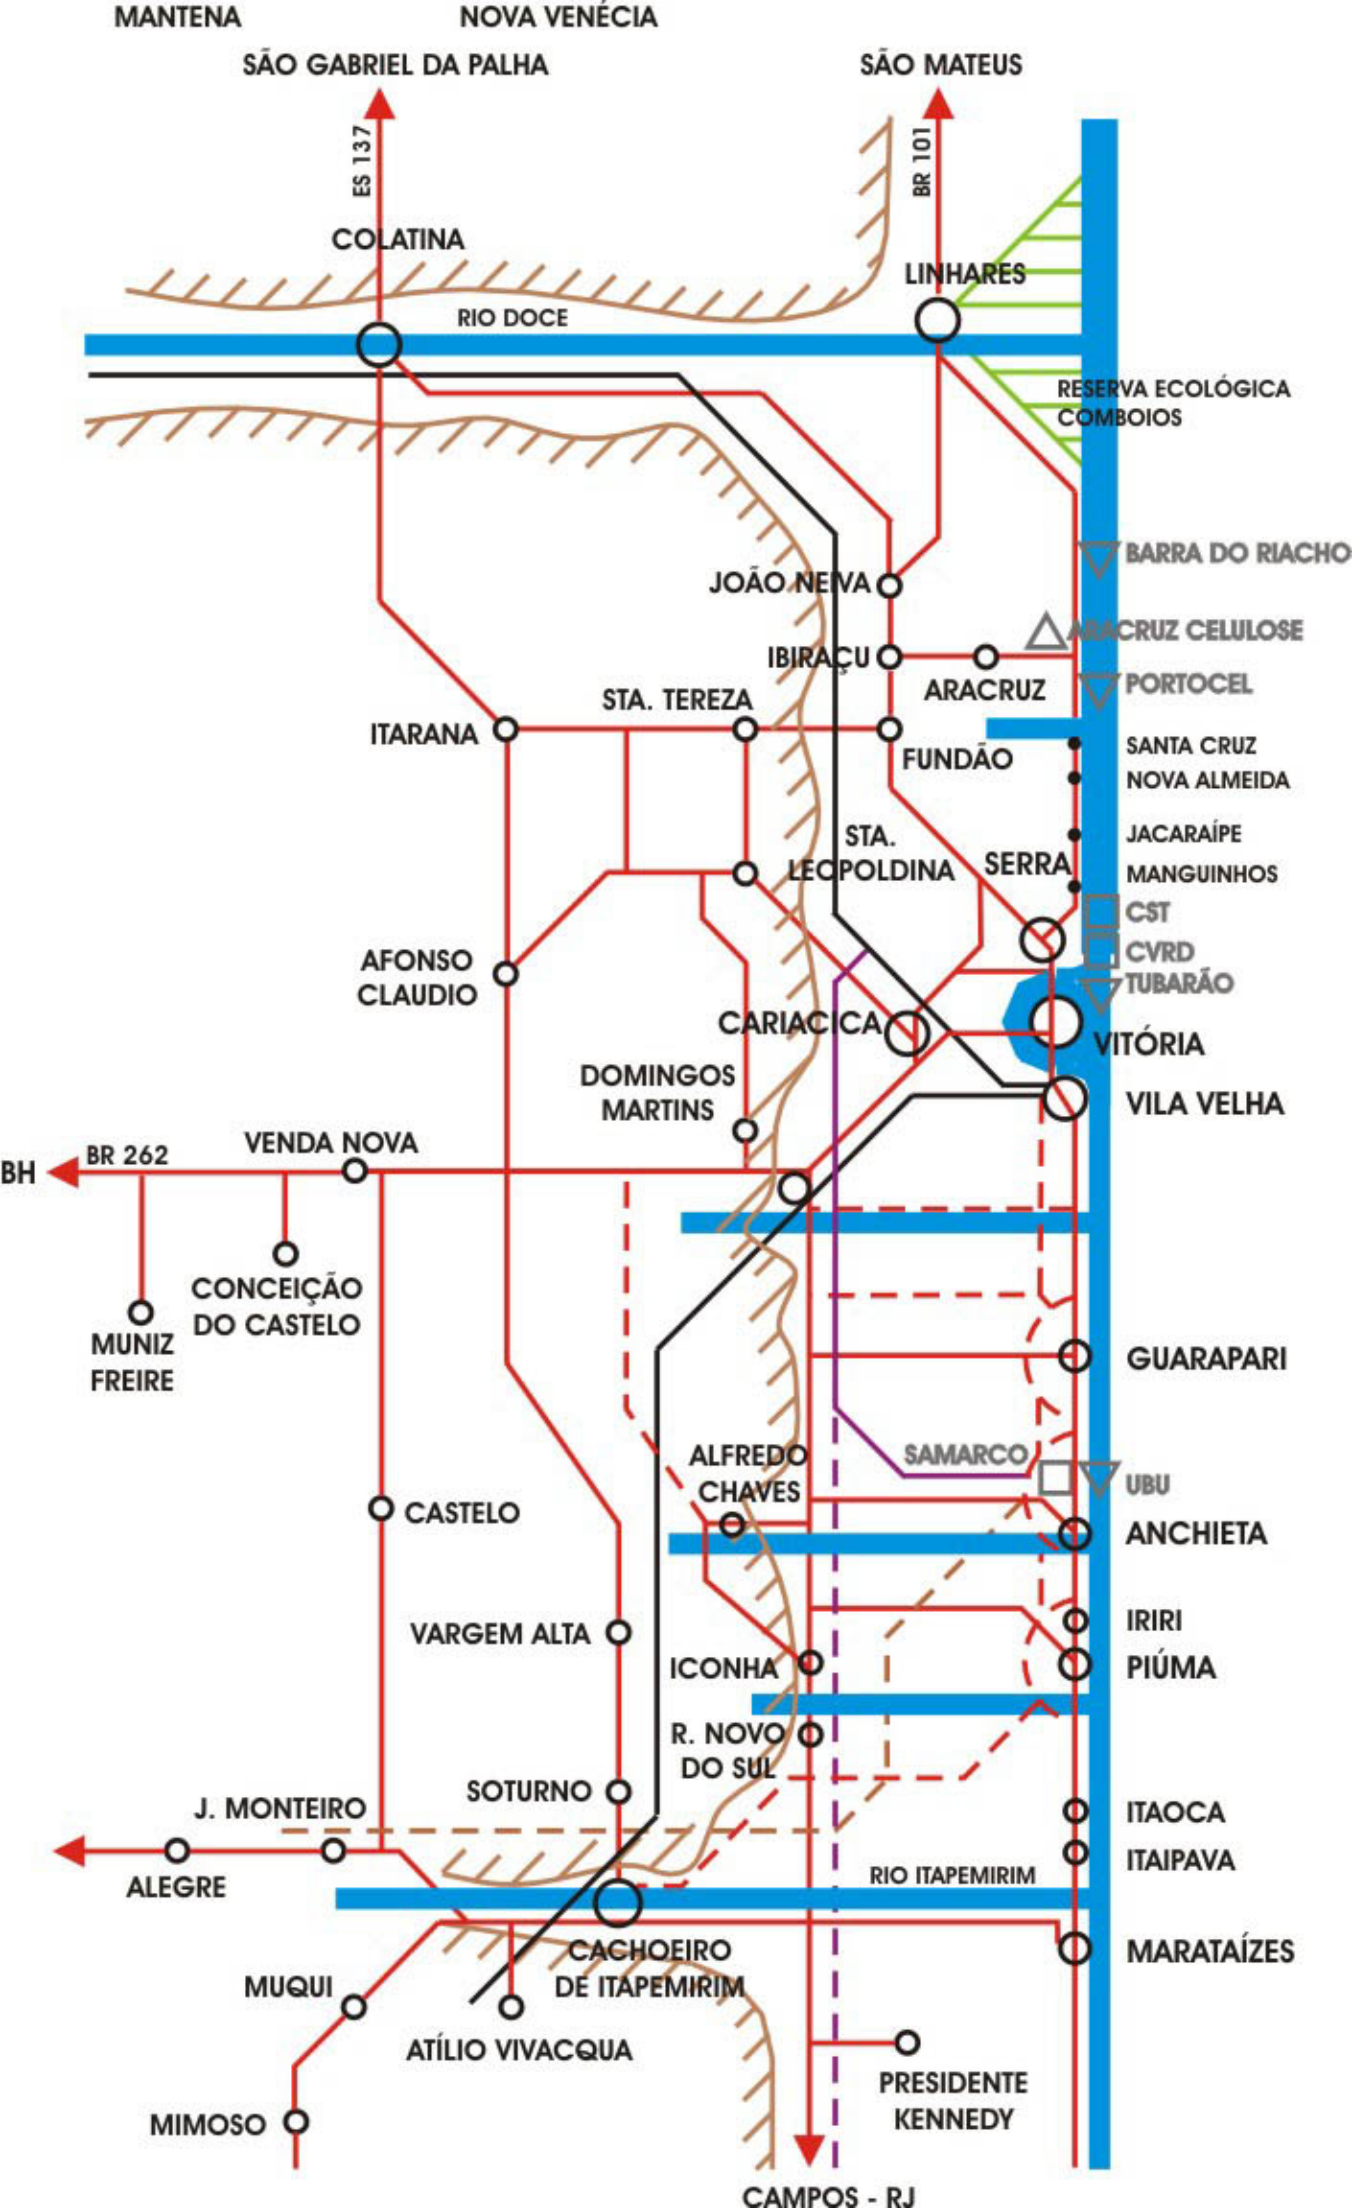 MANTENA
NOVA VENÉCIA
SÃO GABRIEL DA PALHA
SÃO MATEUS
ES 137
BR 101
COLATINA
LINHARES
RIO DOCE
RESERVA ECOLÓGICA
COMBOIOS
BARRA DO RIACHO
JOÃO NEIVA
ARACRUZ CELULOSE
IBIRAÇU
ARACRUZ
PORTOCEL
STA. TEREZA
ITARANA
FUNDÃO
SANTA CRUZ
NOVA ALMEIDA
JACARAÍPE
STA.
LEOPOLDINA
SERRA
MANGUINHOS
CST
CVRD
TUBARÃO
AFONSO
CLAUDIO
CARIACICA
VITÓRIA
DOMINGOS
MARTINS
VILA VELHA
VENDA NOVA
BR 262
BH
CONCEIÇÃO
DO CASTELO
MUNIZ
FREIRE
GUARAPARI
ALFREDO
CHAVES
SAMARCO
UBU
CASTELO
ANCHIETA
VARGEM ALTA
IRIRI
ICONHA
PIÚMA
R. NOVO
DO SUL
SOTURNO
J. MONTEIRO
ITAOCA
ITAIPAVA
ALEGRE
RIO ITAPEMIRIM
CACHOEIRO
DE ITAPEMIRIM
MARATAÍZES
MUQUI
ATÍLIO VIVACQUA
PRESIDENTE
KENNEDY
MIMOSO
CAMPOS - RJ